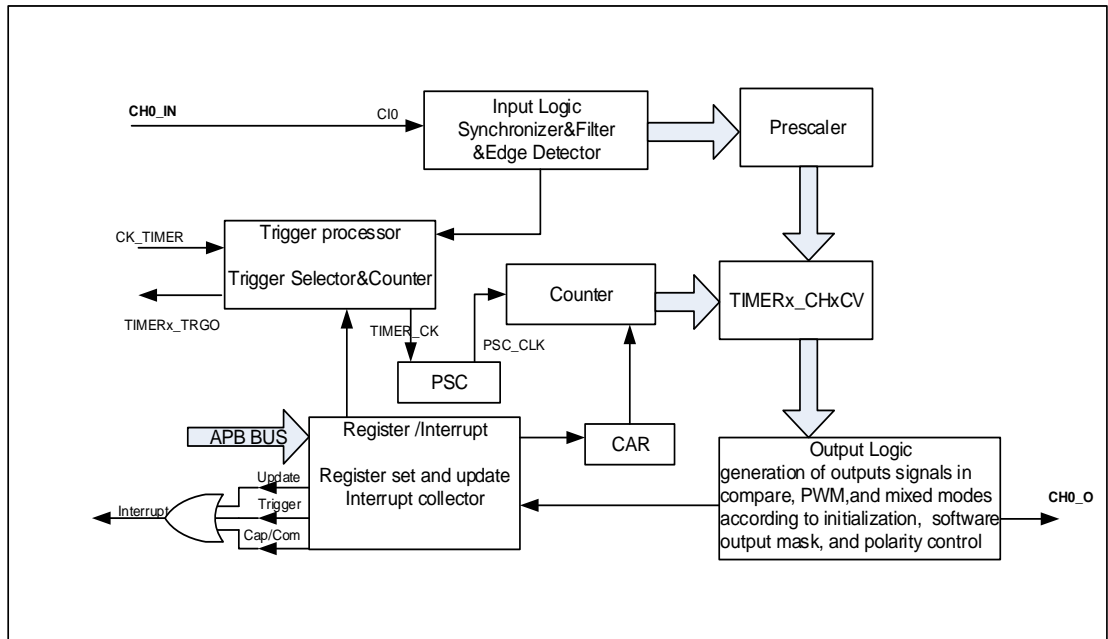 CH0_IN
CI0
Input Logic
Synchronizer&Filter
&Edge Detector
Prescaler
CK_TIMER
Trigger processor
Trigger Selector&Counter
TIMERx_TRGO
TIMER_CK
PSC_CLK
Counter
TIMERx_CHxCV
PSC
APB BUS
Register /Interrupt
Register set and update
Interrupt collector
CAR
Output Logic
generation of outputs signals in
compare, PWM,and mixed modes
according to initialization, software
output mask, and polarity control
CH0_O
Update
Trigger
Cap/Com
Interrupt